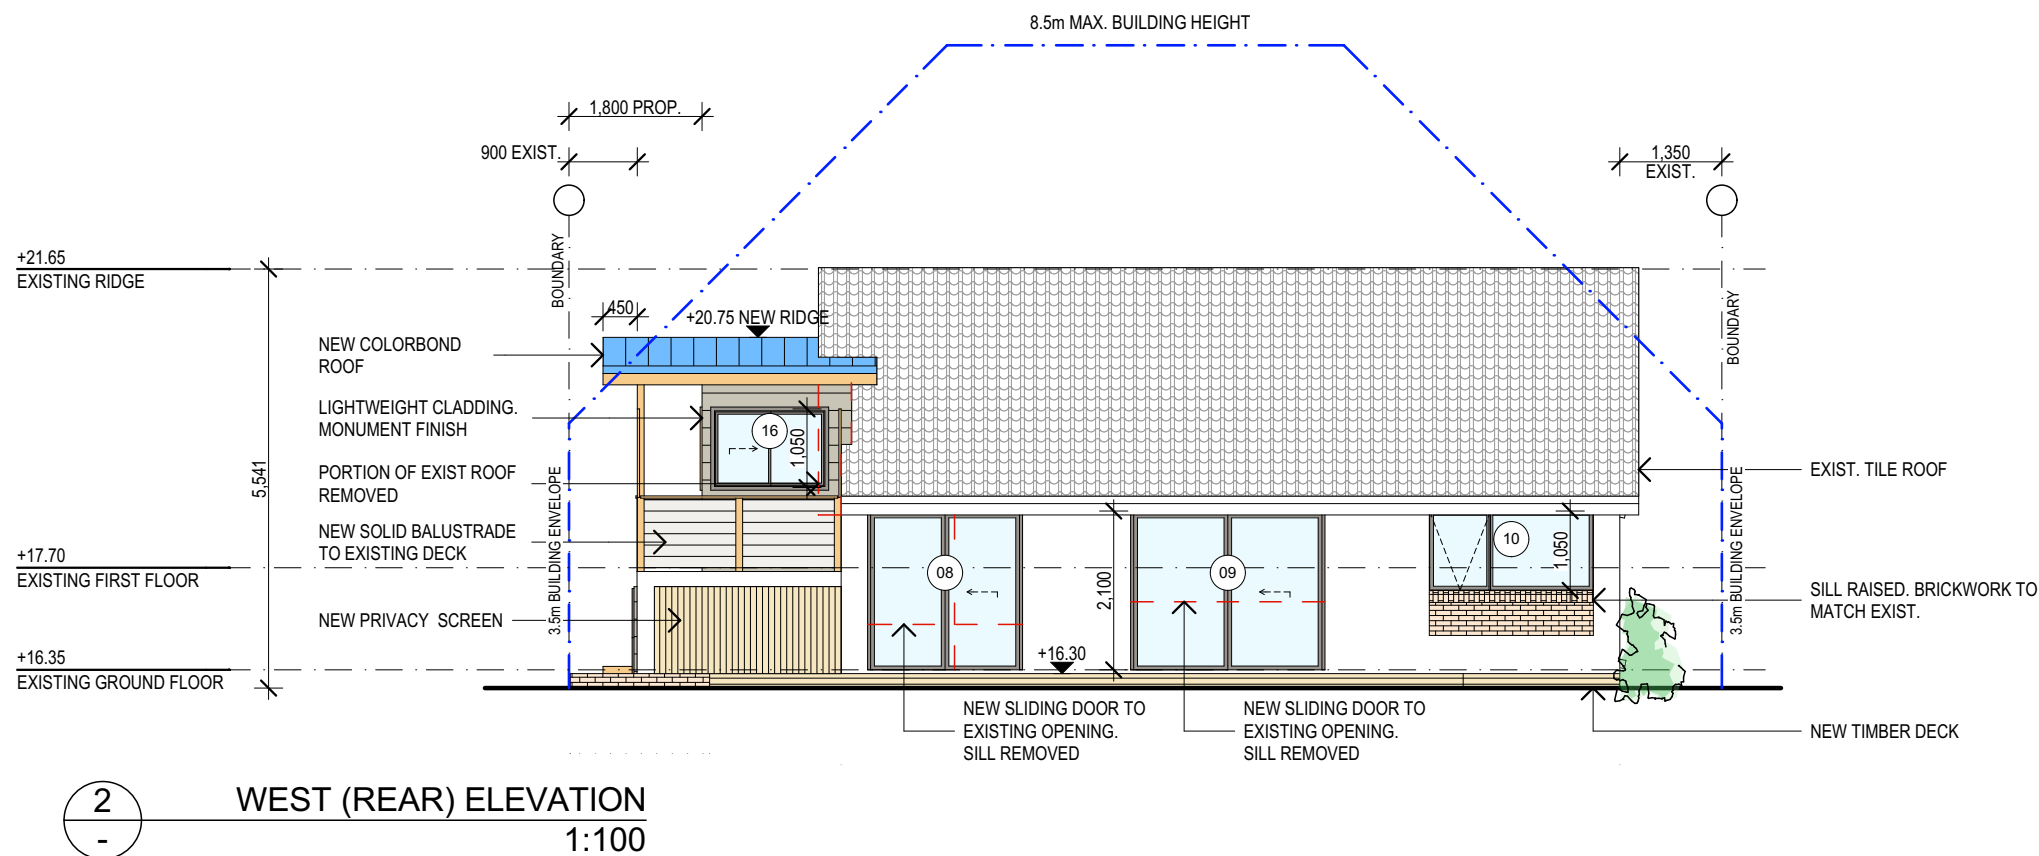 8.5m MAX. BUILDING HEIGHT
1,800 PROP.
900 EXIST.
1,350
EXIST.
BOUNDARY
BOUNDARY
+21.65
EXISTING RIDGE
450
+20.75 NEW RIDGE
NEW COLORBOND
ROOF
LIGHTWEIGHT CLADDING.
MONUMENT FINISH
16
1,050
PORTION OF EXIST ROOF
REMOVED
EXIST. TILE ROOF
5,541
3.5m BUILDING ENVELOPE
3.5m BUILDING ENVELOPE
NEW SOLID BALUSTRADE
TO EXISTING DECK
10
1,050
+17.70
EXISTING FIRST FLOOR
08
09
2,100
SILL RAISED. BRICKWORK TO
MATCH EXIST.
NEW PRIVACY SCREEN
+16.35
EXISTING GROUND FLOOR
+16.30
NEW SLIDING DOOR TO
EXISTING OPENING.
SILL REMOVED
NEW SLIDING DOOR TO
EXISTING OPENING.
SILL REMOVED
NEW TIMBER DECK
2
-
WEST (REAR) ELEVATION
1:100